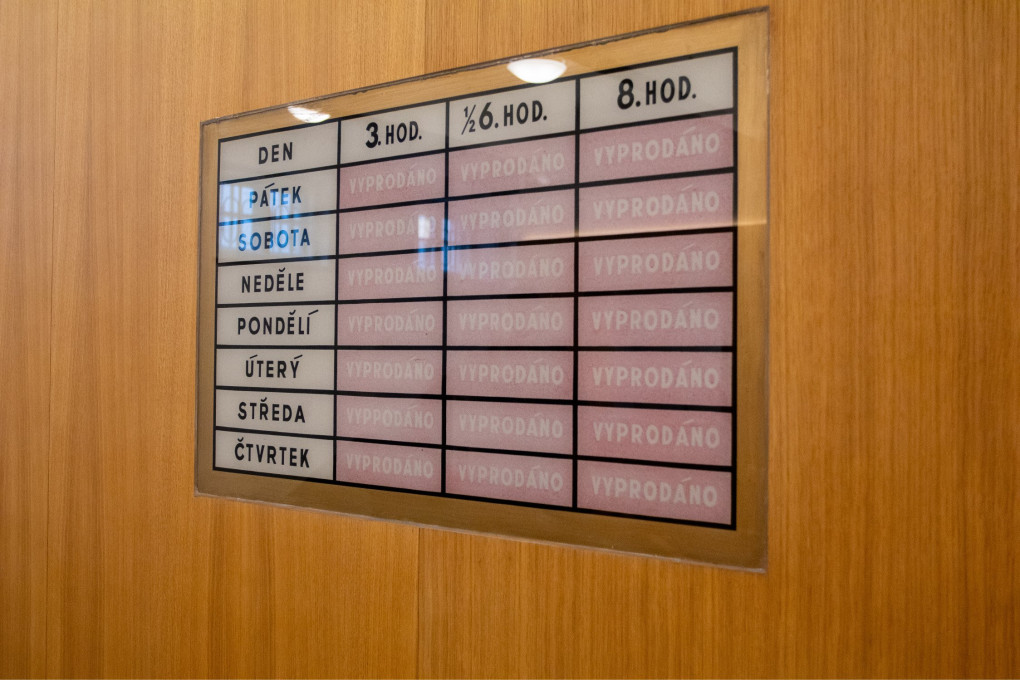 DEN 3. HOD. ½6. HOD. 8. HOD.
PÁTEK VYPRODÁNO VYPRODÁNO VYPRODÁNO
SOBOTA VYPRODÁNO VYPRODÁNO VYPRODÁNO
NEDĚLE VYPRODÁNO VYPRODÁNO VYPRODÁNO
PONDĚLÍ VYPRODÁNO VYPRODÁNO VYPRODÁNO
ÚTERÝ VYPRODÁNO VYPRODÁNO VYPRODÁNO
STŘEDA VYPRODÁNO VYPRODÁNO VYPRODÁNO
ČTVRTEK VYPRODÁNO VYPRODÁNO VYPRODÁNO